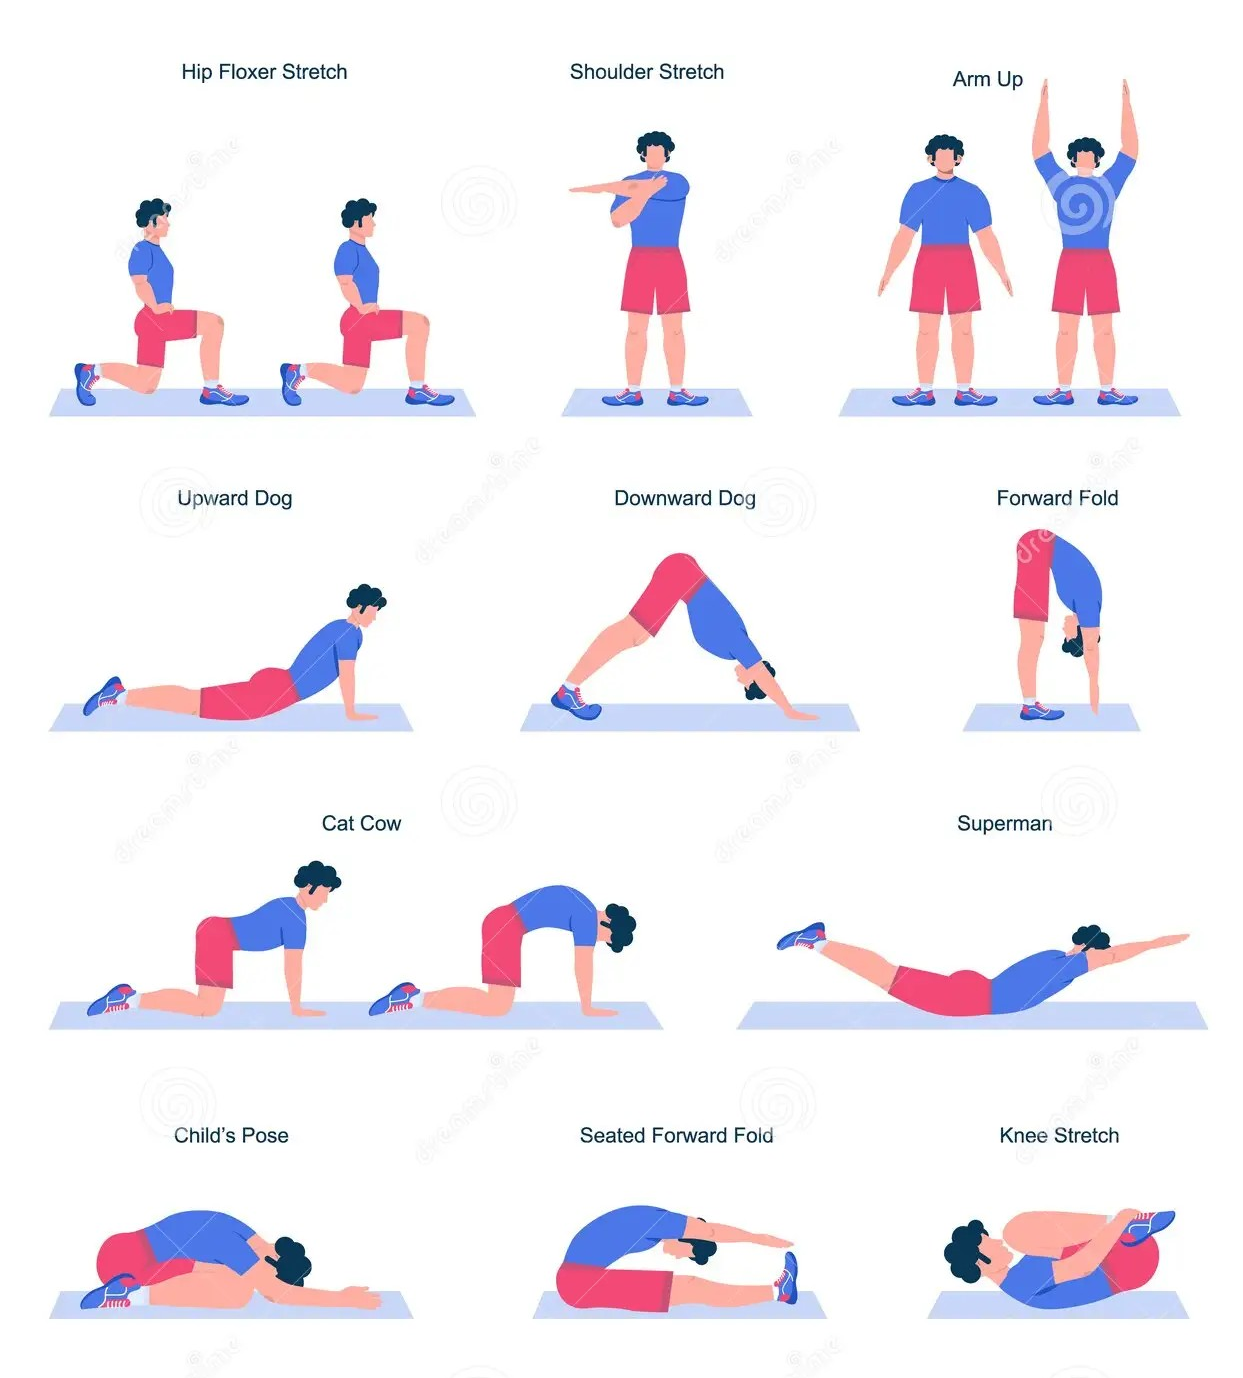 Hip Floxer Stretch
Shoulder Stretch
Arm Up
Upward Dog
Downward Dog
Forward Fold
Cat Cow
Superman
Child's Pose
Seated Forward Fold
Knee Stretch
dreamstime